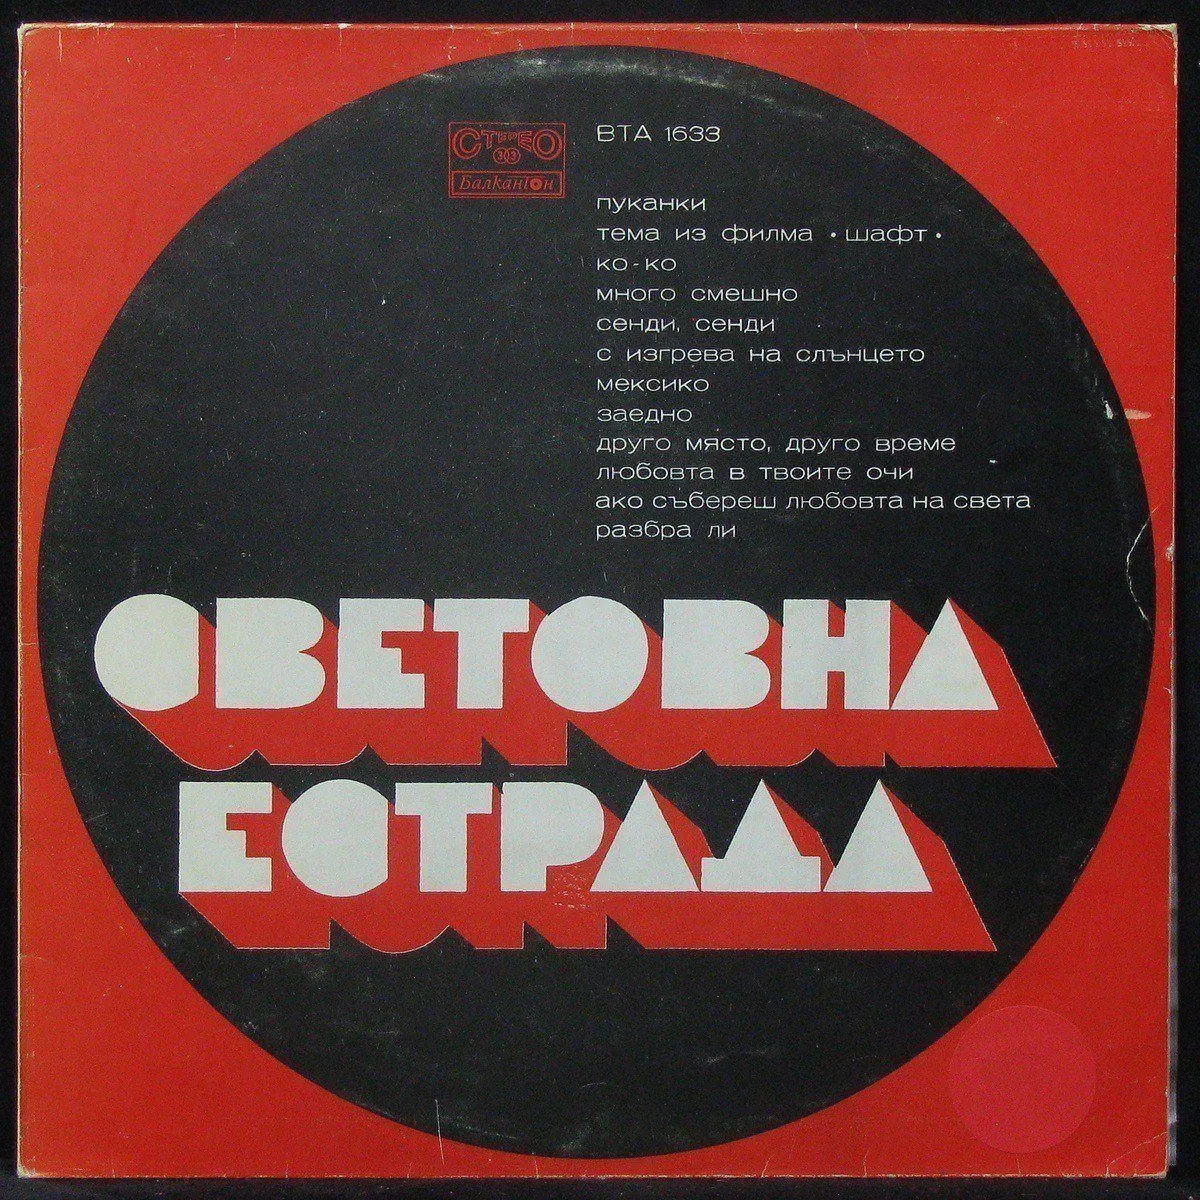 СТЕРЕО
33
Балкантон
ВТА 1633
пуканки
тема из филма •шафт•
ко-ко
много смешно
сенди, сенди
с изгрева на слънцето
мексико
заедно
друго място, друго време
любовта в твоите очи
ако събереш любовта на света
разбра ли
СВЕТОВНА
ЕСТРАДА